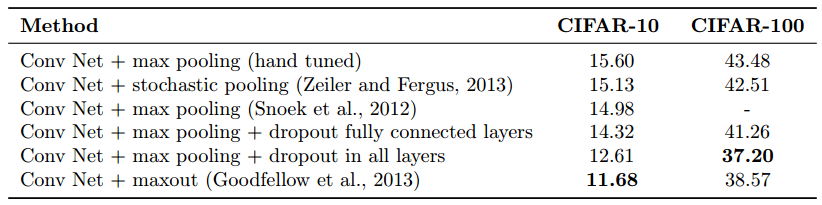 Method CIFAR-10 CIFAR-100
Conv Net + max pooling (hand tuned) 15.60 43.48
Conv Net + stochastic pooling (Zeiler and Fergus, 2013) 15.13 42.51
Conv Net + max pooling (Snoek et al., 2012) 14.98 -
Conv Net + max pooling + dropout fully connected layers 14.32 41.26
Conv Net + max pooling + dropout in all layers 12.61 37.20
Conv Net + maxout (Goodfellow et al., 2013) 11.68 38.57